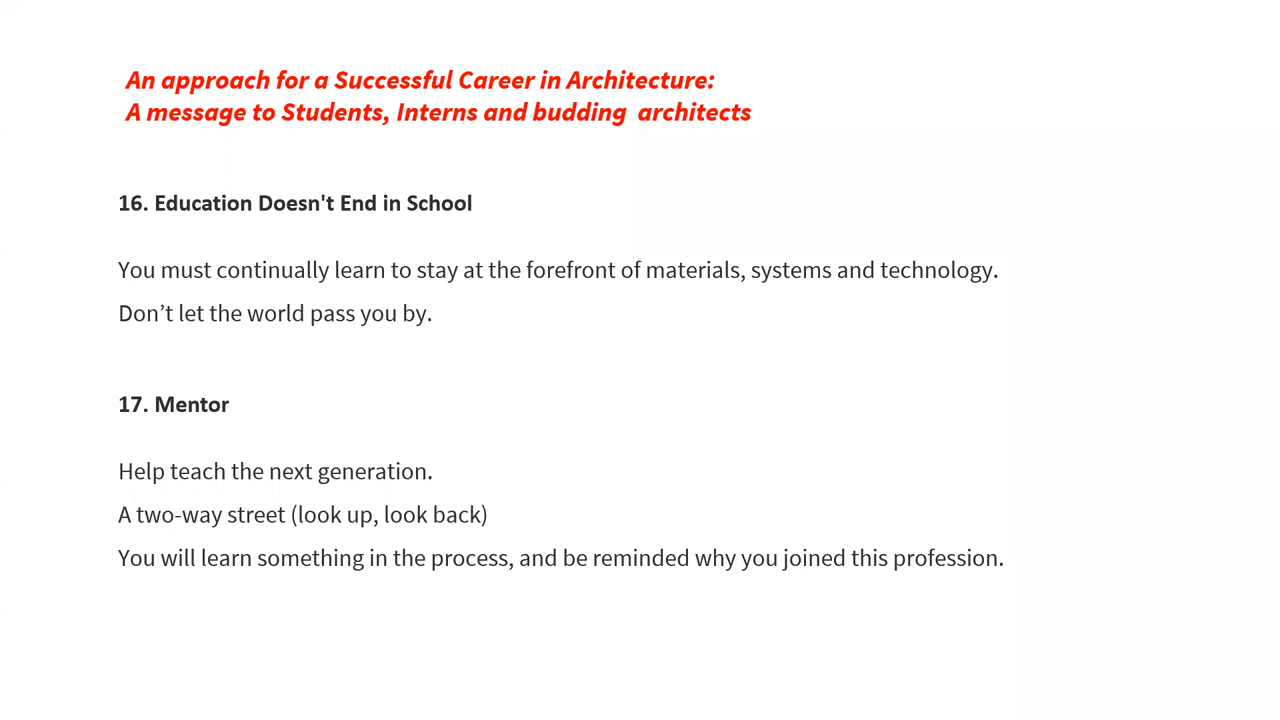 An approach for a Successful Career in Architecture:
A message to Students, Interns and budding  architects
16. Education Doesn't End in School
You must continually learn to stay at the forefront of materials, systems and technology.
Don’t let the world pass you by.
17. Mentor
Help teach the next generation.
A two-way street (look up, look back)
You will learn something in the process, and be reminded why you joined this profession.